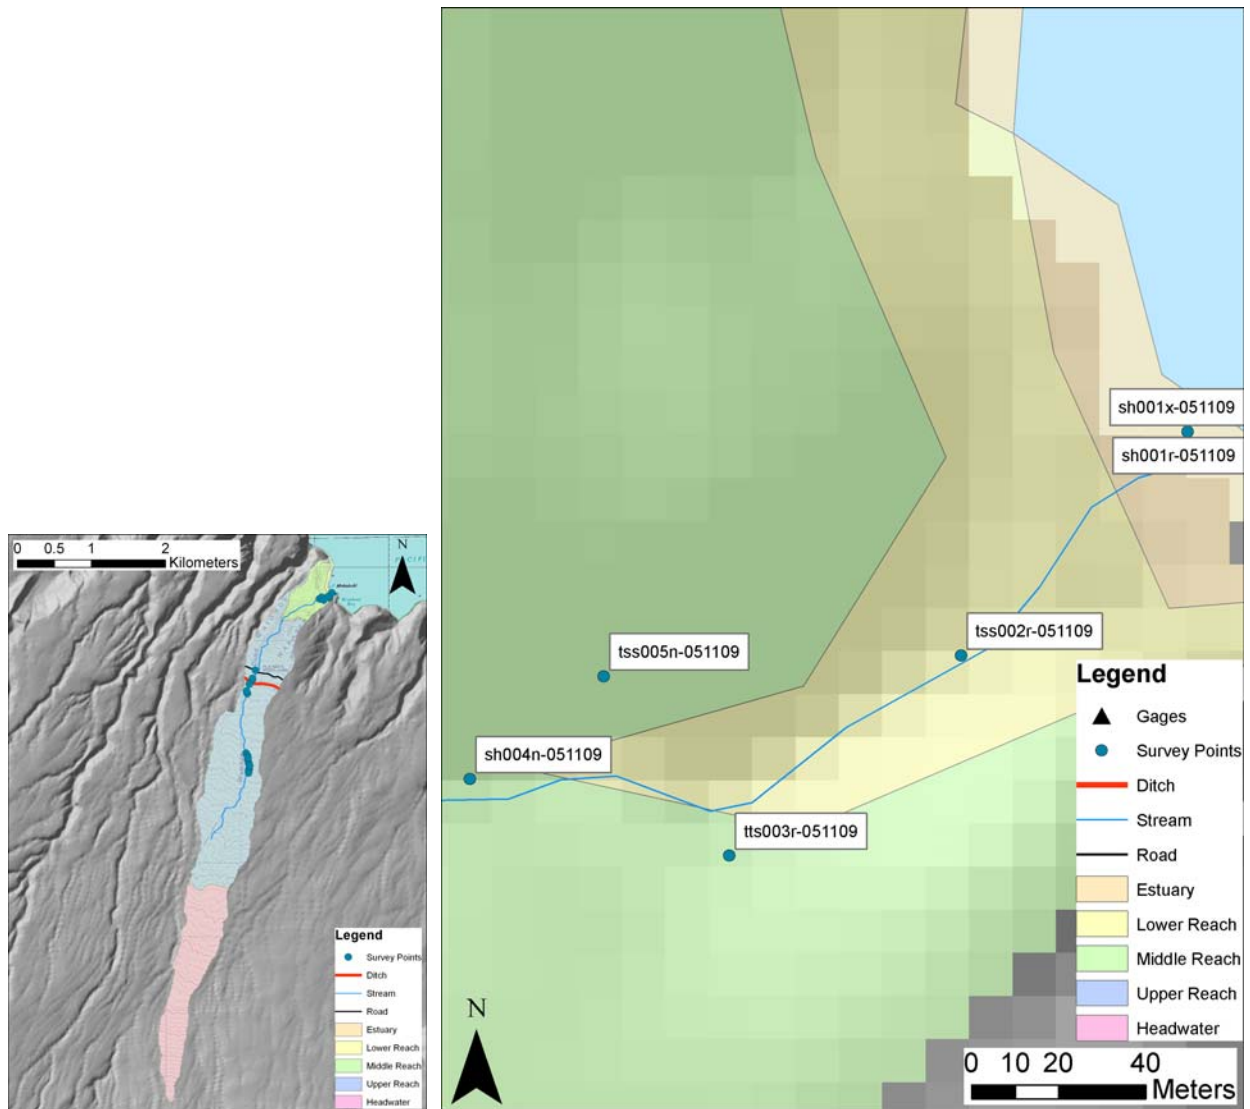 0 0.5 1 2
Kilometers
N
Legend
Survey Points
Ditch
Stream
Road
Estuary
Lower Reach
Middle Reach
Upper Reach
Headwater
sh001x-051109
sh001r-051109
tss002r-051109
tss005n-051109
sh004n-051109
tts003r-051109
N
Legend
Gages
Survey Points
Ditch
Stream
Road
Estuary
Lower Reach
Middle Reach
Upper Reach
Headwater
0 10 20 40
Meters